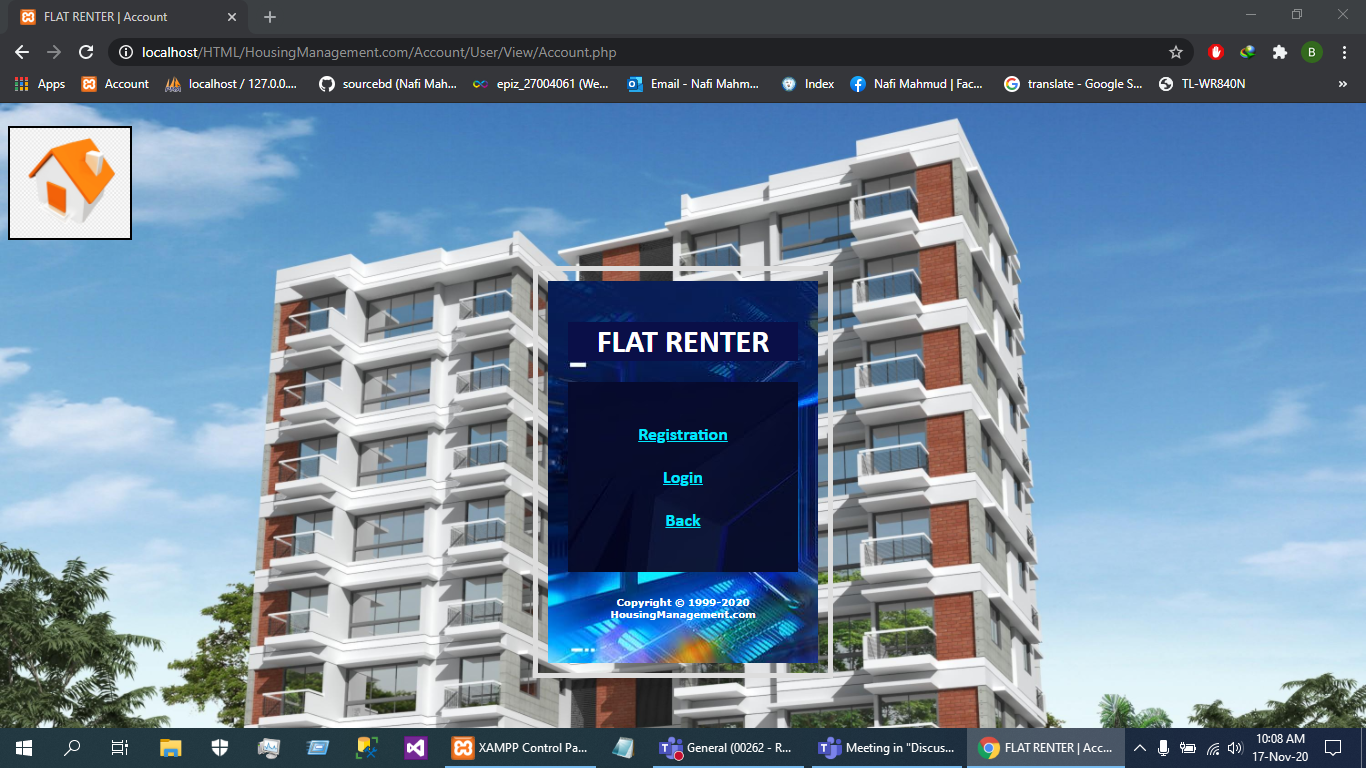 FLAT RENTER | Account
localhost/HTML/HousingManagement.com/Account/User/View/Account.php
B
Apps
Account
localhost / 127.0.0....
sourcebd (Nafi Mah...
epiz_27004061 (We...
Email - Nafi Mahm...
Index
Nafi Mahmud | Fac...
translate - Google S...
TL-WR840N
»
FLAT RENTER
Registration
Login
Back
Copyright © 1999-2020
HousingManagement.com
XAMPP Control Pa...
General (00262 - R...
Meeting in "Discus...
FLAT RENTER | Acc...
10:08 AM
17-Nov-20